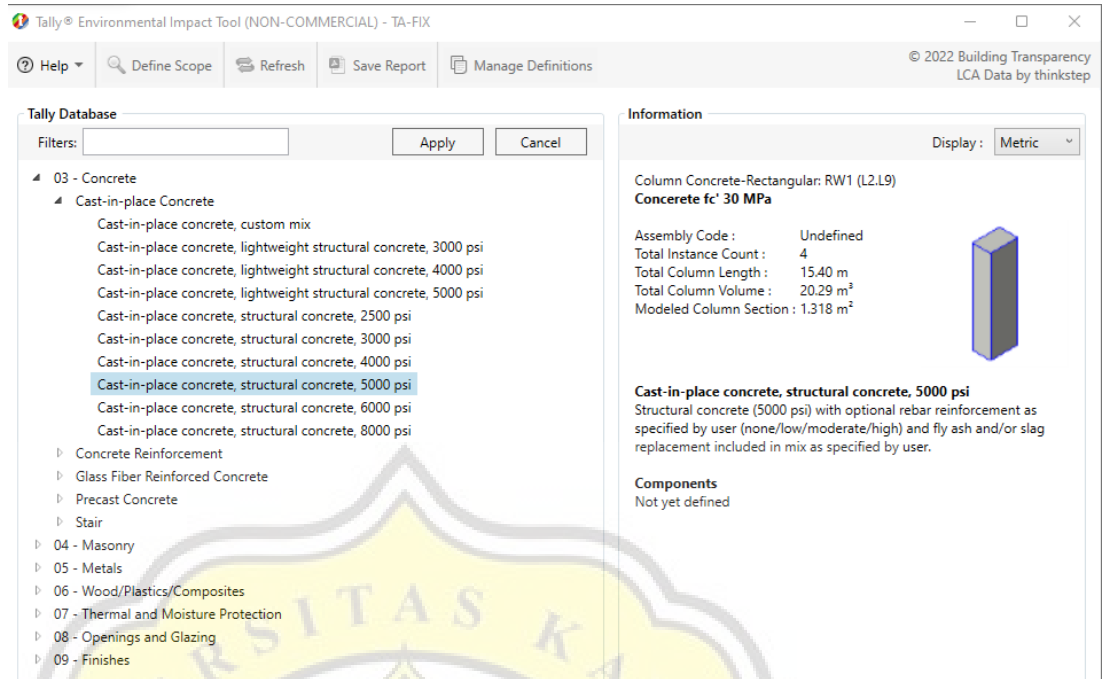 Tally® Environmental Impact Tool (NON-COMMERCIAL) - TA-FIX
Help
Define Scope
Refresh
Save Report
Manage Definitions
© 2022 Building Transparency
LCA Data by thinkstep
Tally Database
Filters:
Apply
Cancel
03 - Concrete
Cast-in-place Concrete
Cast-in-place concrete, custom mix
Cast-in-place concrete, lightweight structural concrete, 3000 psi
Cast-in-place concrete, lightweight structural concrete, 4000 psi
Cast-in-place concrete, lightweight structural concrete, 5000 psi
Cast-in-place concrete, structural concrete, 2500 psi
Cast-in-place concrete, structural concrete, 3000 psi
Cast-in-place concrete, structural concrete, 4000 psi
Cast-in-place concrete, structural concrete, 5000 psi
Cast-in-place concrete, structural concrete, 6000 psi
Cast-in-place concrete, structural concrete, 8000 psi
Concrete Reinforcement
Glass Fiber Reinforced Concrete
Precast Concrete
Stair
04 - Masonry
05 - Metals
06 - Wood/Plastics/Composites
07 - Thermal and Moisture Protection
08 - Openings and Glazing
09 - Finishes
Information
Display : Metric
Column Concrete-Rectangular: RW1 (L2.L9)
Concerete fc' 30 MPa
Assembly Code : Undefined
Total Instance Count : 4
Total Column Length : 15.40 m
Total Column Volume : 20.29 m³
Modeled Column Section : 1.318 m²
Cast-in-place concrete, structural concrete, 5000 psi
Structural concrete (5000 psi) with optional rebar reinforcement as
specified by user (none/low/moderate/high) and fly ash and/or slag
replacement included in mix as specified by user.
Components
Not yet defined
RSITAS KA